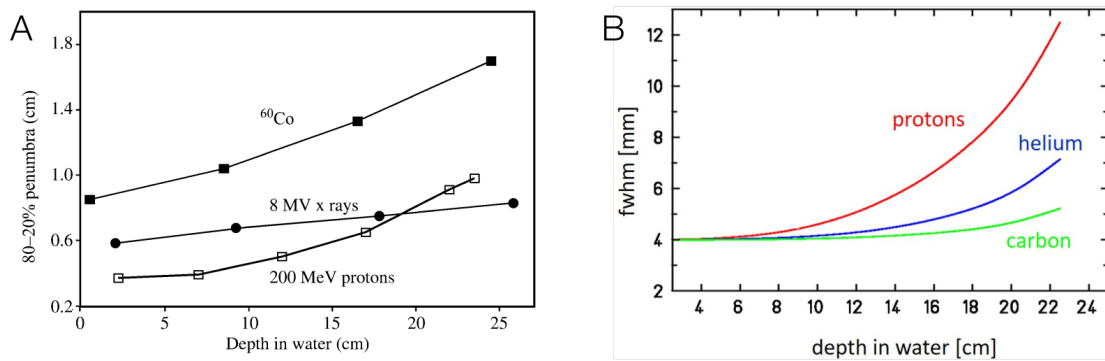 A
80–20% penumbra (cm)
1.8
1.4
1.0
0.6
0.2
⁶⁰Co
8 MV x rays
200 MeV protons
0 5 10 15 20 25
Depth in water (cm)
B
fwhm [mm]
12
10
8
6
4
2
protons
helium
carbon
4 6 8 10 12 14 16 18 20 22 24
depth in water [cm]